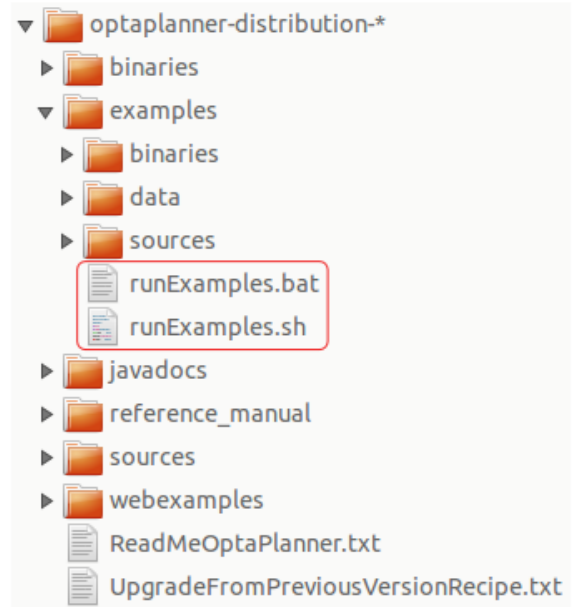 optaplanner-distribution-*
binaries
examples
binaries
data
sources
runExamples.bat
runExamples.sh
javadocs
reference_manual
sources
webexamples
ReadMeOptaPlanner.txt
UpgradeFromPreviousVersionRecipe.txt